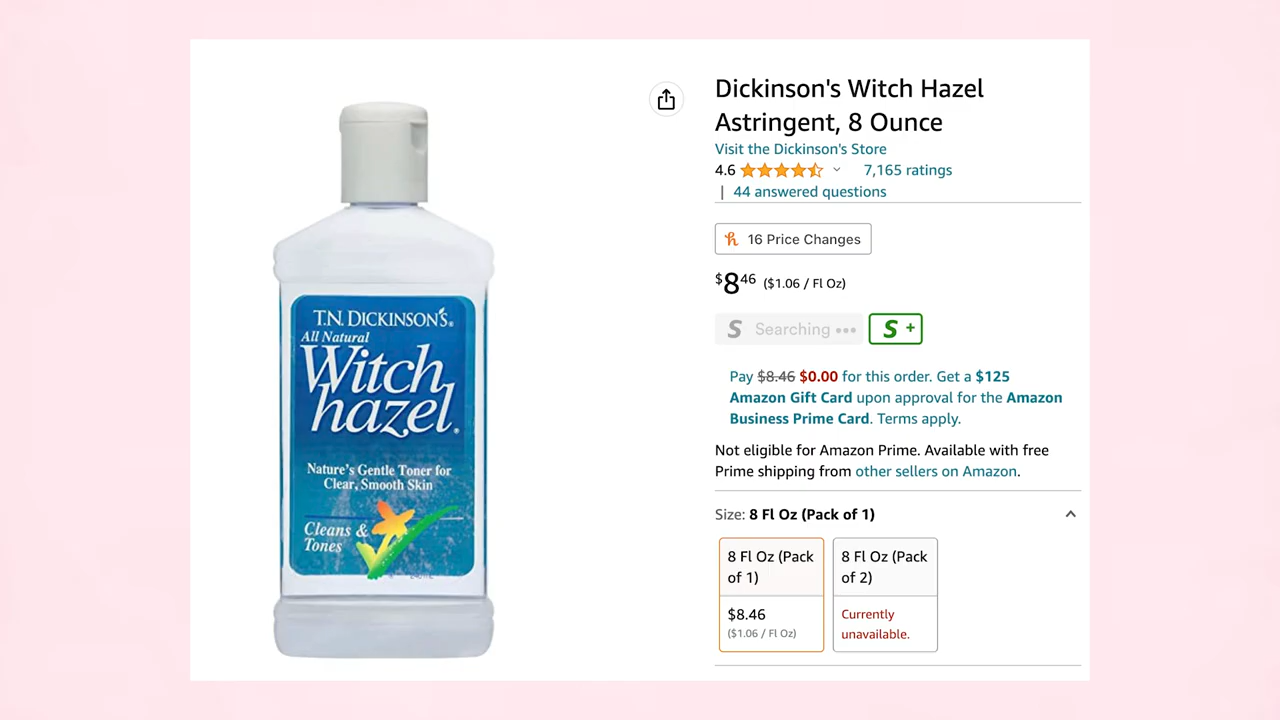 T.N. DICKINSON'S®
All Natural
Witch
hazel®
Nature's Gentle Toner for
Clear, Smooth Skin
Cleans &
Tones
Dickinson's Witch Hazel
Astringent, 8 Ounce
Visit the Dickinson's Store
4.6 7,165 ratings
| 44 answered questions
16 Price Changes
$8.46 ($1.06 / Fl Oz)
S Searching ••• S +
Pay $8.46 $0.00 for this order. Get a $125
Amazon Gift Card upon approval for the Amazon
Business Prime Card. Terms apply.
Not eligible for Amazon Prime. Available with free
Prime shipping from other sellers on Amazon.
Size: 8 Fl Oz (Pack of 1)
8 Fl Oz (Pack
of 1)
$8.46
($1.06 / Fl Oz)
8 Fl Oz (Pack
of 2)
Currently
unavailable.